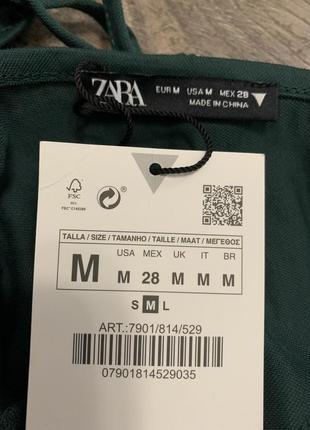 ZARA
EUR M USA M MEX 28
MADE IN CHINA
FSC
TALLA / SIZE / TAMANHO / TAILLE / MAAT / ΜΕΓΕΘΟΣ
M
USA MEX UK IT BR
M 28 M M M
S M L
ART.:7901/814/529
07901814529035